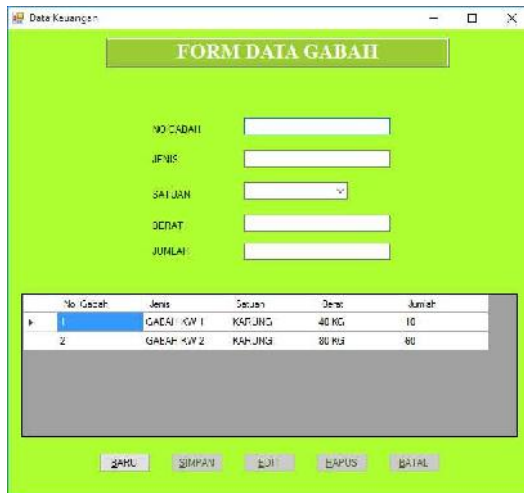 Data Keuangan
FORM DATA GABAH
NO GABAH
JENIS
SATUAN
BERAT
JUMLAH
No Gabah Jenis Satuan Berat Jumlah
1 GABAH KW 1 KARUNG 40 KG 10
2 GABAH KW 2 KARUNG 80 KG 60
BARU SIMPAN EDIT HAPUS BATAL